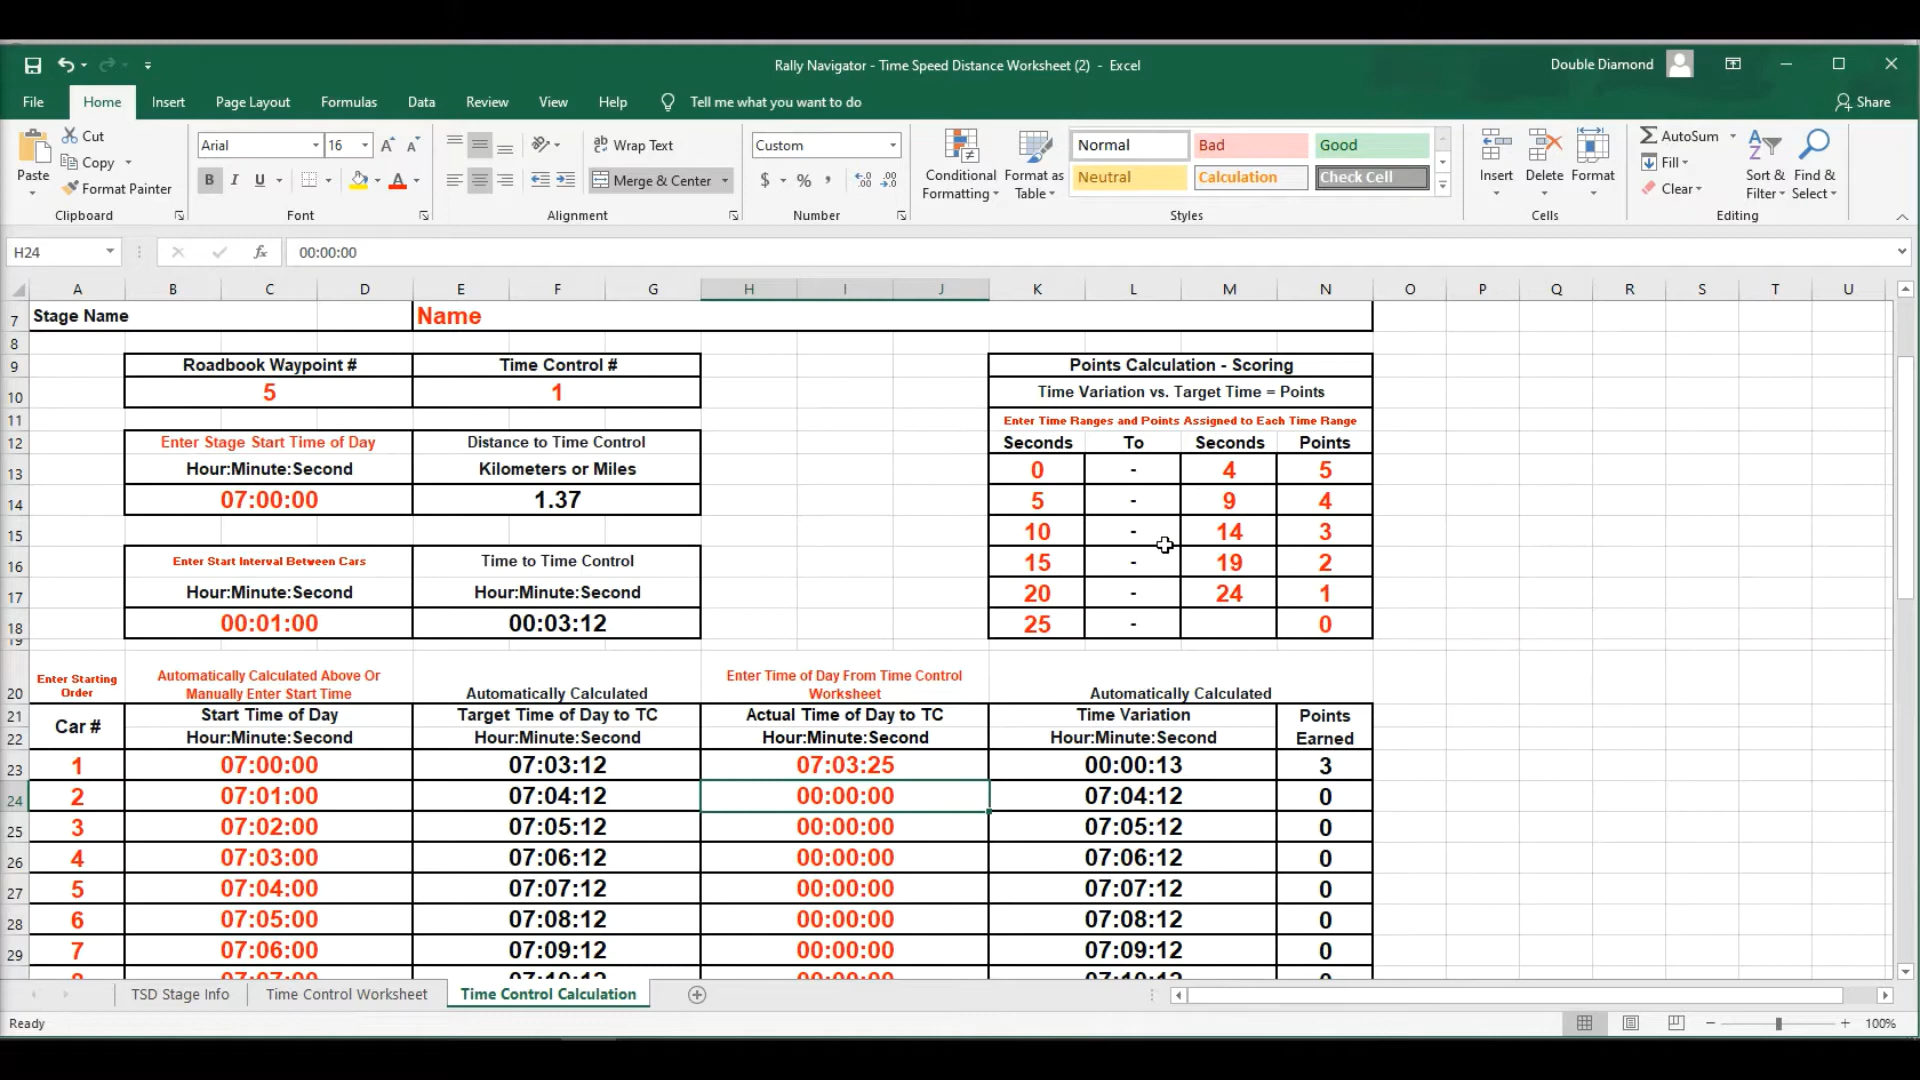 Rally Navigator - Time Speed Distance Worksheet (2) - Excel
Double Diamond
File Home Insert Page Layout Formulas Data Review View Help Tell me what you want to do Share
Paste
Cut
Copy
Format Painter
Clipboard
Arial 16
B I U
Font
Wrap Text
Merge & Center
Alignment
Custom
$ % ,
Number
Conditional Formatting
Format as Table
Normal Bad Good
Neutral Calculation Check Cell
Styles
Insert Delete Format
Cells
AutoSum
Fill
Clear
Sort & Filter
Find & Select
Editing
H24 fx 00:00:00
A B C D E F G H I J K L M N O P Q R S T U
7 Stage Name Name
8
9 Roadbook Waypoint # Time Control # Points Calculation - Scoring
10 5 1 Time Variation vs. Target Time = Points
11 Enter Time Ranges and Points Assigned to Each Time Range
12 Enter Stage Start Time of Day Distance to Time Control Seconds To Seconds Points
13 Hour:Minute:Second Kilometers or Miles 0 - 4 5
14 07:00:00 1.37 5 - 9 4
15 10 - 14 3
16 Enter Start Interval Between Cars Time to Time Control 15 - 19 2
17 Hour:Minute:Second Hour:Minute:Second 20 - 24 1
18 00:01:00 00:03:12 25 - 0
19
20 Enter Starting Order Automatically Calculated Above Or Manually Enter Start Time Automatically Calculated Enter Time of Day From Time Control Worksheet Automatically Calculated
21 Car # Start Time of Day Target Time of Day to TC Actual Time of Day to TC Time Variation Points
22 Hour:Minute:Second Hour:Minute:Second Hour:Minute:Second Hour:Minute:Second Earned
23 1 07:00:00 07:03:12 07:03:25 00:00:13 3
24 2 07:01:00 07:04:12 00:00:00 07:04:12 0
25 3 07:02:00 07:05:12 00:00:00 07:05:12 0
26 4 07:03:00 07:06:12 00:00:00 07:06:12 0
27 5 07:04:00 07:07:12 00:00:00 07:07:12 0
28 6 07:05:00 07:08:12 00:00:00 07:08:12 0
29 7 07:06:00 07:09:12 00:00:00 07:09:12 0
TSD Stage Info Time Control Worksheet Time Control Calculation
Ready 100%